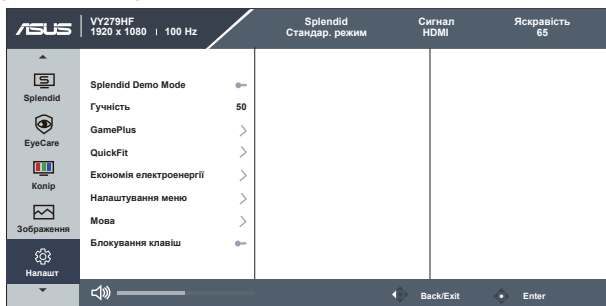 ASUS
VY279HF
1920 x 1080 | 100 Hz
Splendid
Стандар. режим
Сигнал
HDMI
Яскравість
65
Splendid
EyeCare
Колір
Зображення
Налашт
Splendid Demo Mode
Гучність 50
GamePlus
QuickFit
Економія електроенергії
Налаштування меню
Мова
Блокування клавіш
Back/Exit
Enter